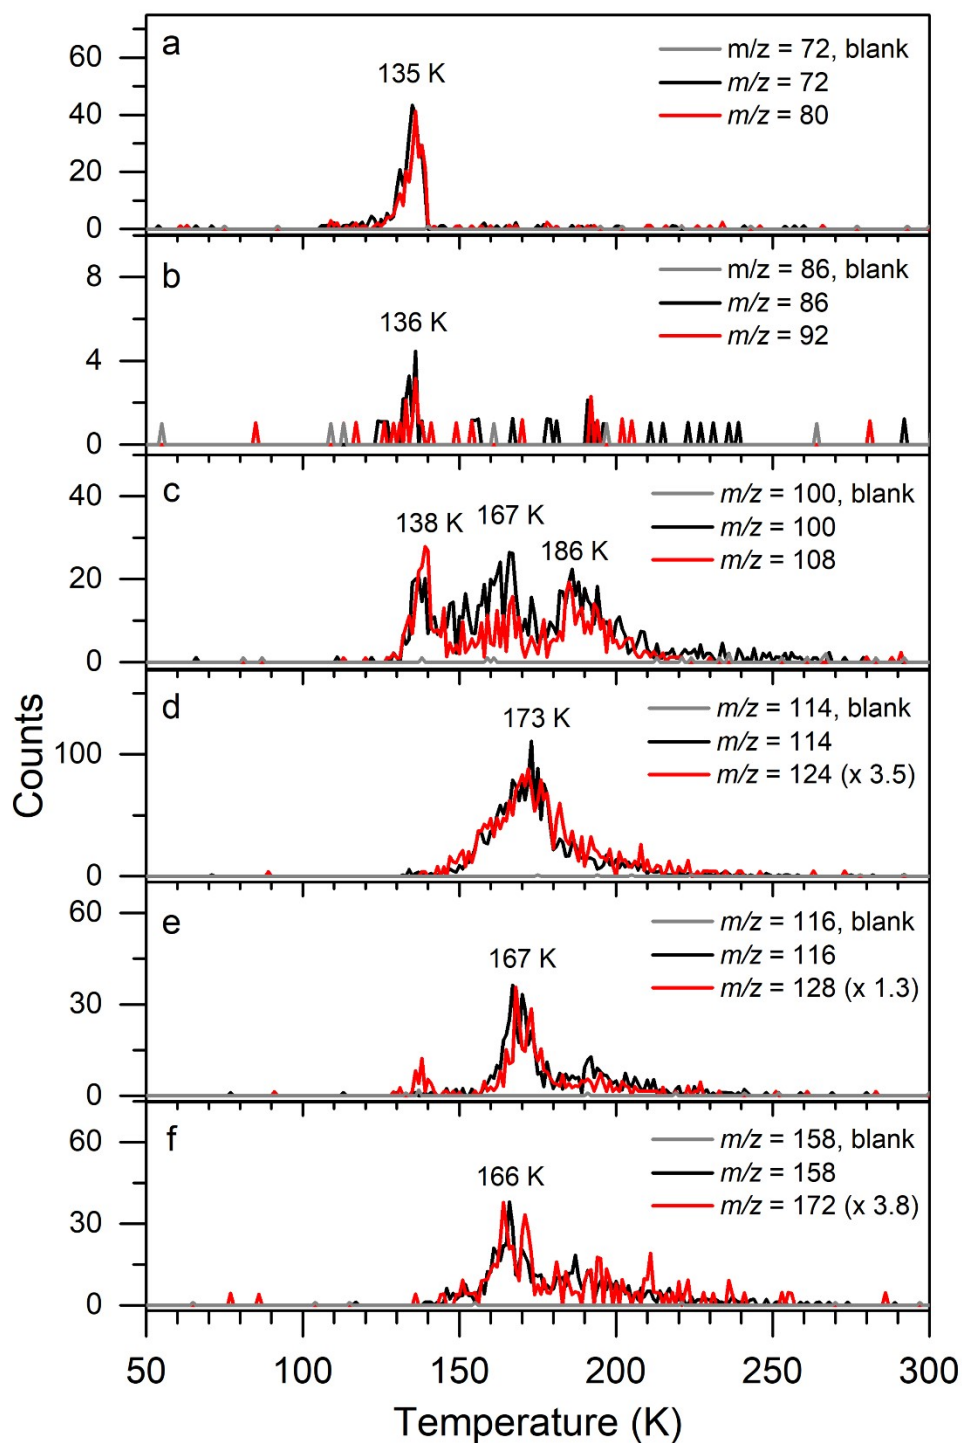 a
135 K
m/z = 72, blank
m/z = 72
m/z = 80
60
40
20
0
b
136 K
m/z = 86, blank
m/z = 86
m/z = 92
8
4
0
c
138 K
167 K
186 K
m/z = 100, blank
m/z = 100
m/z = 108
40
20
0
d
173 K
m/z = 114, blank
m/z = 114
m/z = 124 (x 3.5)
100
0
e
167 K
m/z = 116, blank
m/z = 116
m/z = 128 (x 1.3)
60
30
0
f
166 K
m/z = 158, blank
m/z = 158
m/z = 172 (x 3.8)
60
30
0
Counts
50 100 150 200 250 300
Temperature (K)